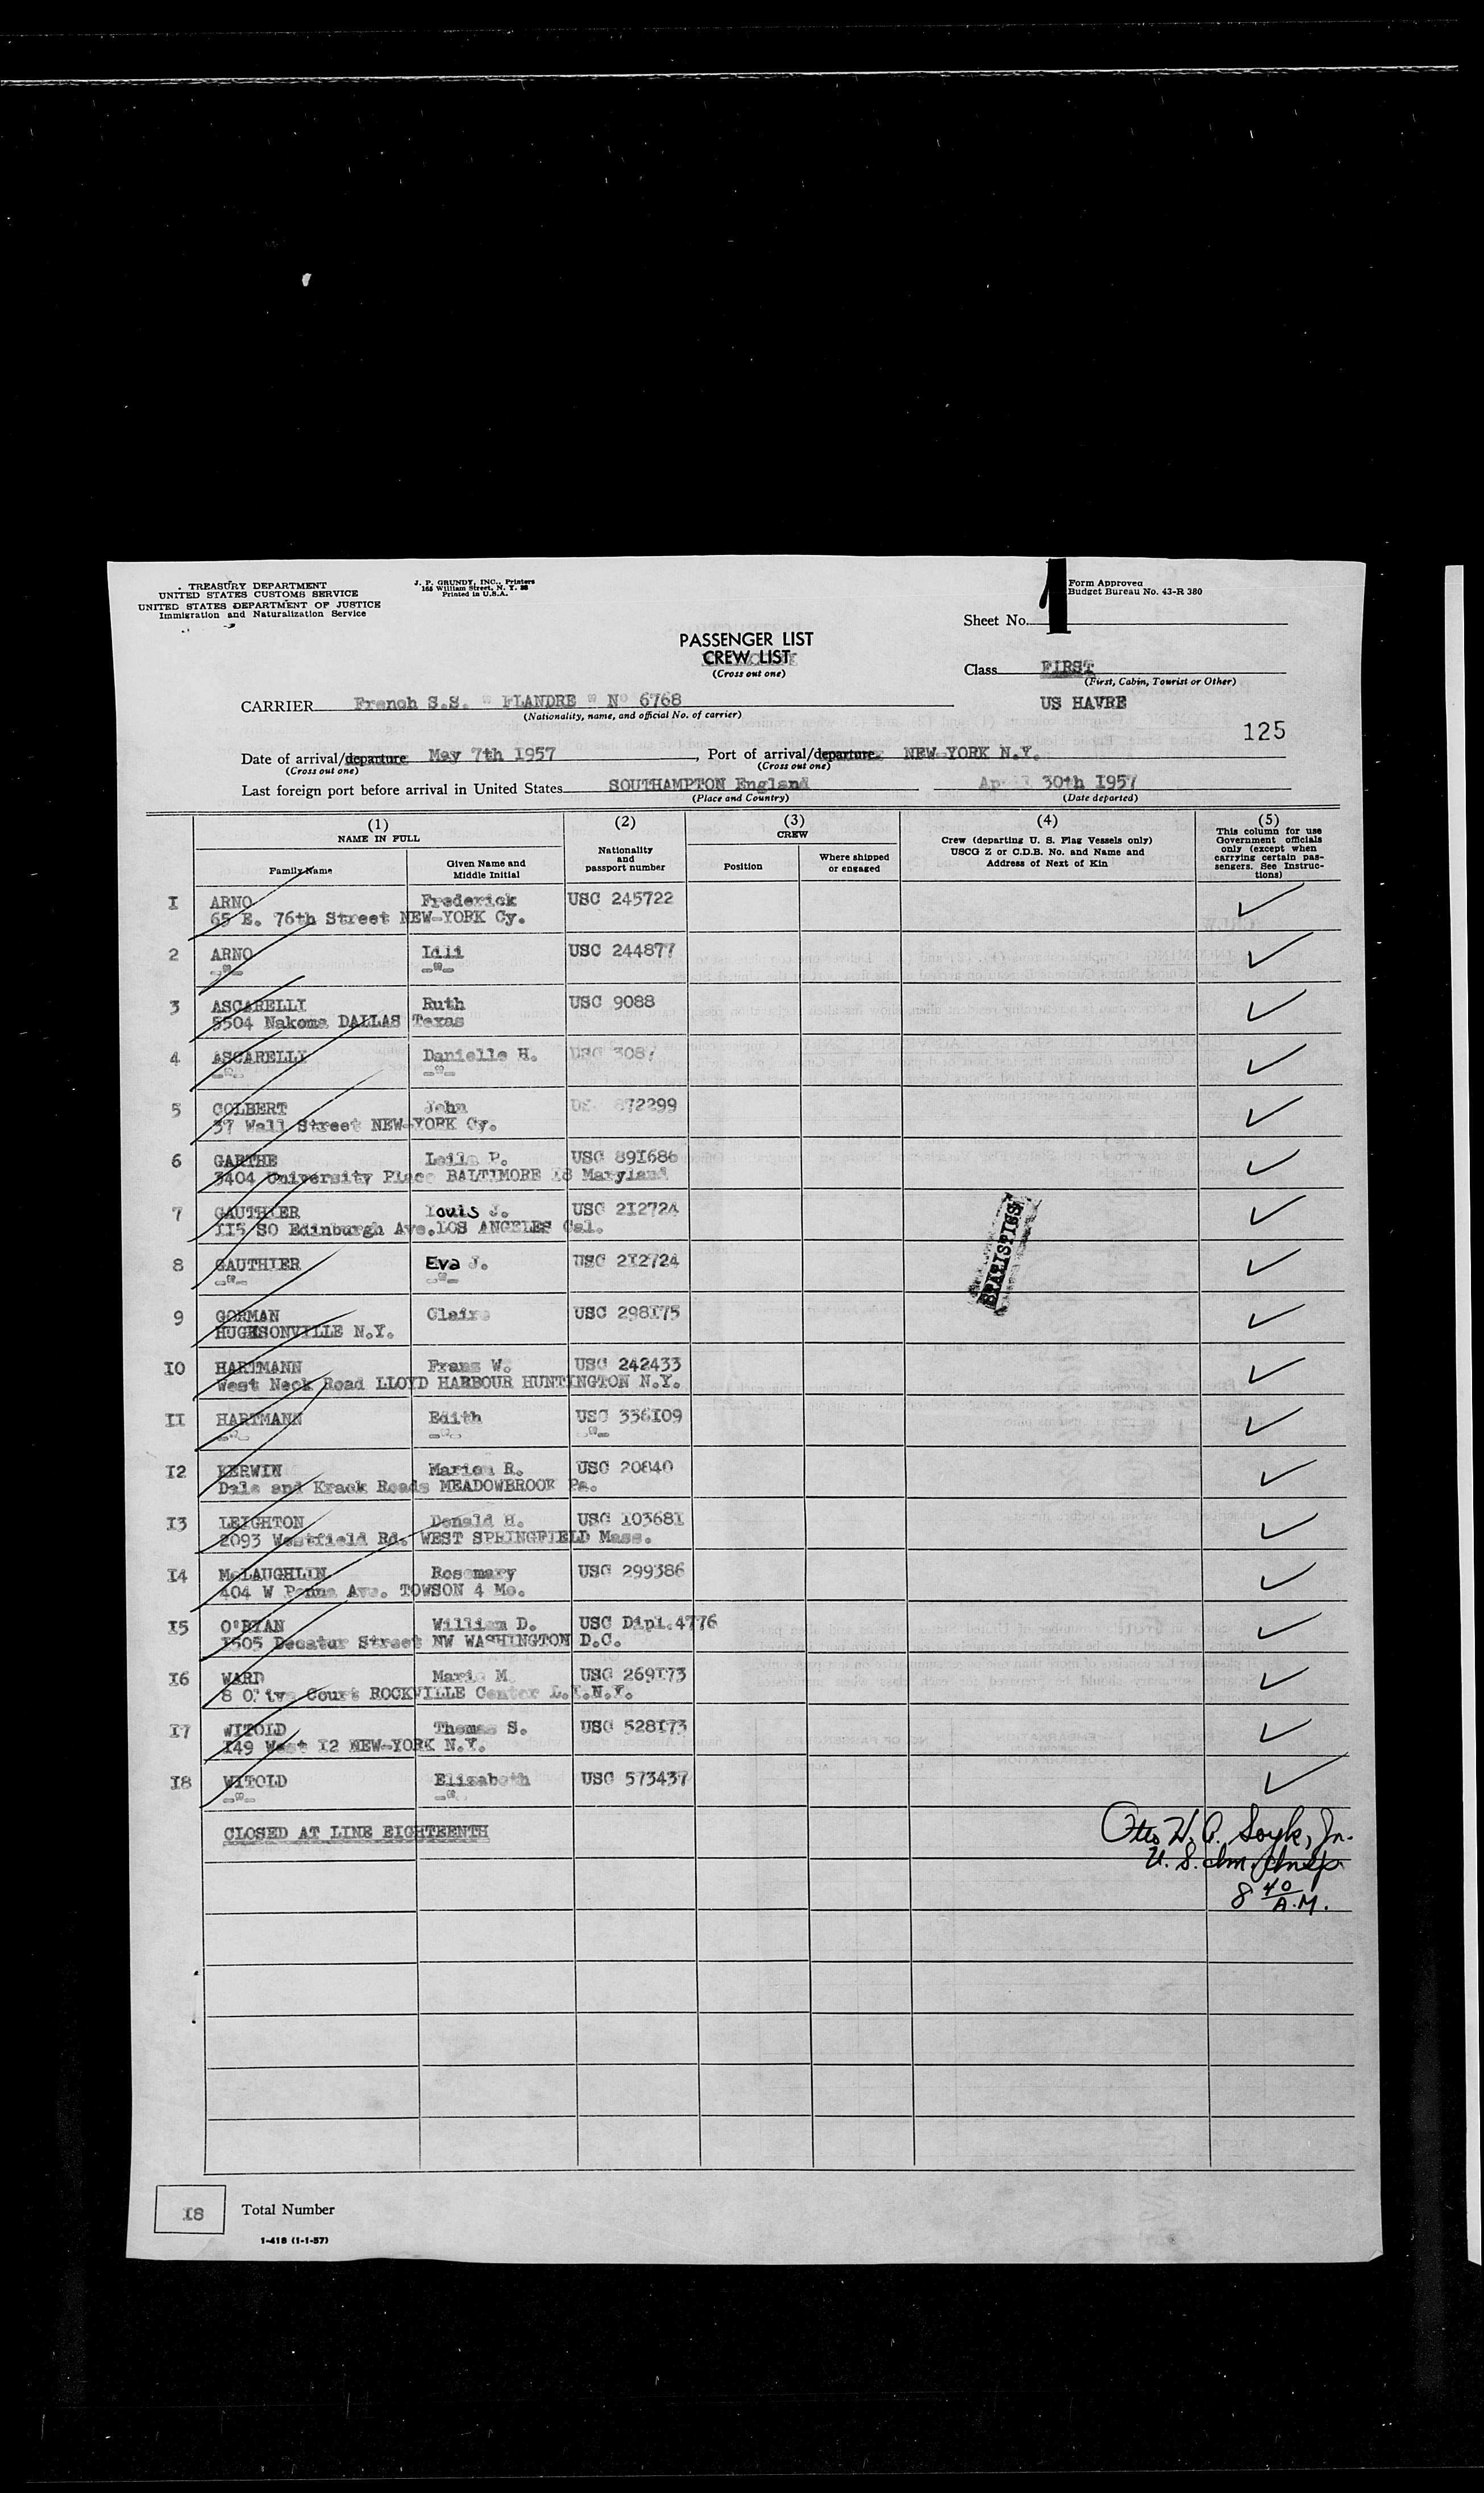 TREASURY DEPARTMENT
UNITED STATES CUSTOMS SERVICE
UNITED STATES DEPARTMENT OF JUSTICE
Immigration and Naturalization Service
J. P. GRUNDY, INC., Printers
Printed in U.S.A.
Form Approved
Budget Bureau No. 43-R 380
Sheet No. 1
PASSENGER LIST
CREW LIST
(Cross out one)
Class FIRST
(First, Cabin, Tourist or Other)
CARRIER French S.S. " FLANDRE " N° 6768
(Nationality, name, and official No. of carrier)
US HAVRE
125
Date of arrival/departure May 7th 1957, Port of arrival/departure NEW-YORK N.Y.
(Cross out one) (Cross out one)
Last foreign port before arrival in United States SOUTHAMPTON England April 30th 1957
(Place and Country) (Date departed)
(1) NAME IN FULL
Family Name
Given Name and Middle Initial
(2) Nationality and passport number
(3) CREW
Position
Where shipped or engaged
(4) Crew (departing U. S. Flag Vessels only) USCG Z or C.D.B. No. and Name and Address of Next of Kin
(5) This column for use Government officials only (except when carrying certain passengers. See Instructions)
1 ARNO Frederick USC 245722
65 E. 76th Street NEW-YORK Cy.
2 ARNO Lili USC 244877
-"- -"-
3 ASCARELLI Ruth USC 9088
5504 Nakoma DALLAS Texas
4 ASCARELLI Danielle H. USC 3087
-"- -"-
5 COLBERT John 872299
37 Wall Street NEW-YORK Cy.
6 GARTHE Leila P. USC 891686
3404 University Place BALTIMORE 18 Maryland
7 GAUTHIER Louis J. USC 212724
115 SO Edinburgh Ave. LOS ANGELES Cal.
8 GAUTHIER Eva J. USC 212724
-"- -"-
9 GORMAN Claire USC 298175
HUGHSONVILLE N.Y.
10 HARTMANN Frans W. USC 242433
West Neck Road LLOYD HARBOUR HUNTINGTON N.Y.
11 HARTMANN Edith USC 336109
-"- -"- -"-
12 KERWIN Marion R. USC 20840
Dale and Krack Roads MEADOWBROOK Pa.
13 LEIGHTON Donald H. USC 103681
2093 Westfield Rd. WEST SPRINGFIELD Mass.
14 McLAUGHLIN Rosemary USC 299386
404 W Penna Ave. TOWSON 4 Mo.
15 O'RYAN William D. USC Dipl.4776
1505 Decatur Street NW WASHINGTON D.C.
16 WARD Marie M USC 269173
8 Olive Court ROCKVILLE Center L.I.N.Y.
17 WITOLD Thomas S. USC 528173
149 West 12 NEW-YORK N.Y.
18 WITOLD Elizabeth USC 573437
-"- -"-
STATISTICS
CLOSED AT LINE EIGHTEENTH
Otto H. A. Soyk, Jr.
U. S. Im. Insp.
8 40 A.M.
18 Total Number
1-418 (1-1-57)